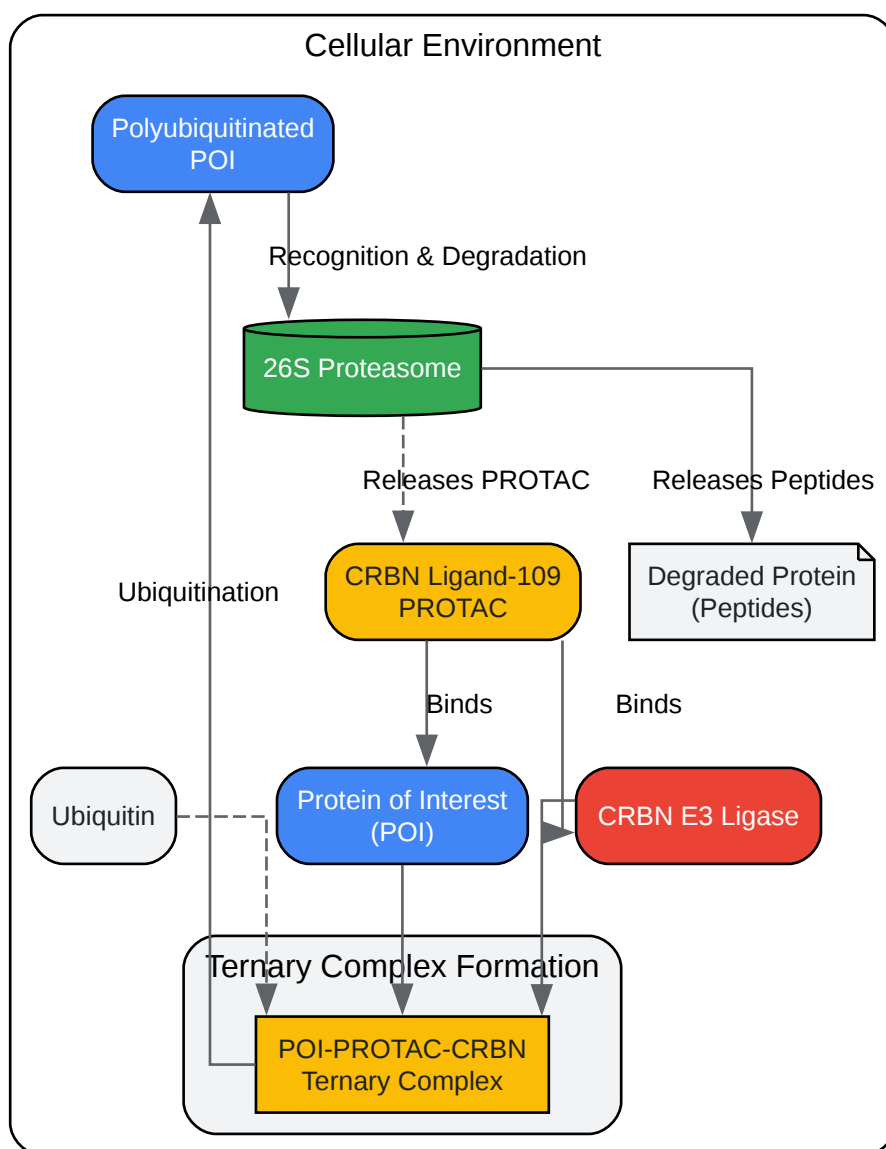 Cellular Environment
Polyubiquitinated
POI
Recognition & Degradation
26S Proteasome
Releases PROTAC
Releases Peptides
CRBN Ligand-109
PROTAC
Degraded Protein
(Peptides)
Ubiquitination
Binds
Binds
Ubiquitin
Protein of Interest
(POI)
CRBN E3 Ligase
Ternary Complex Formation
POI-PROTAC-CRBN
Ternary Complex